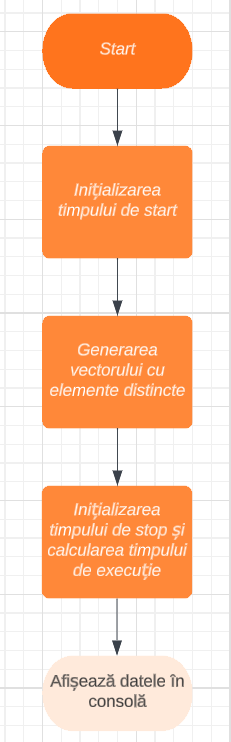 Start
Inițializarea
timpului de start
Generarea
vectorului cu
elemente distincte
Inițializarea
timpului de stop și
calcularea timpului
de execuție
Afișează datele în
consolă